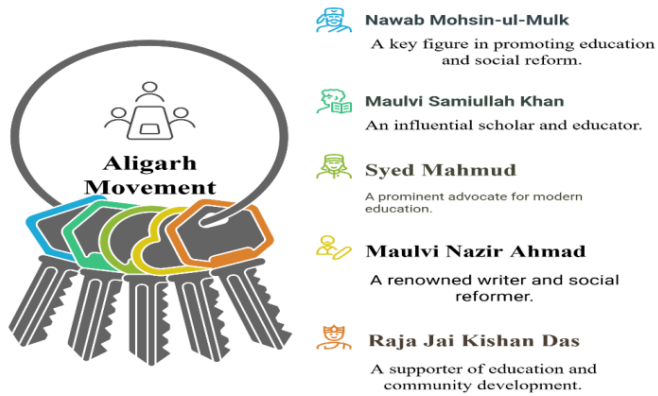 Aligarh
Movement
Nawab Mohsin-ul-Mulk
A key figure in promoting education
and social reform.
Maulvi Samiullah Khan
An influential scholar and educator.
Syed Mahmud
A prominent advocate for modern
education.
Maulvi Nazir Ahmad
A renowned writer and social
reformer.
Raja Jai Kishan Das
A supporter of education and
community development.